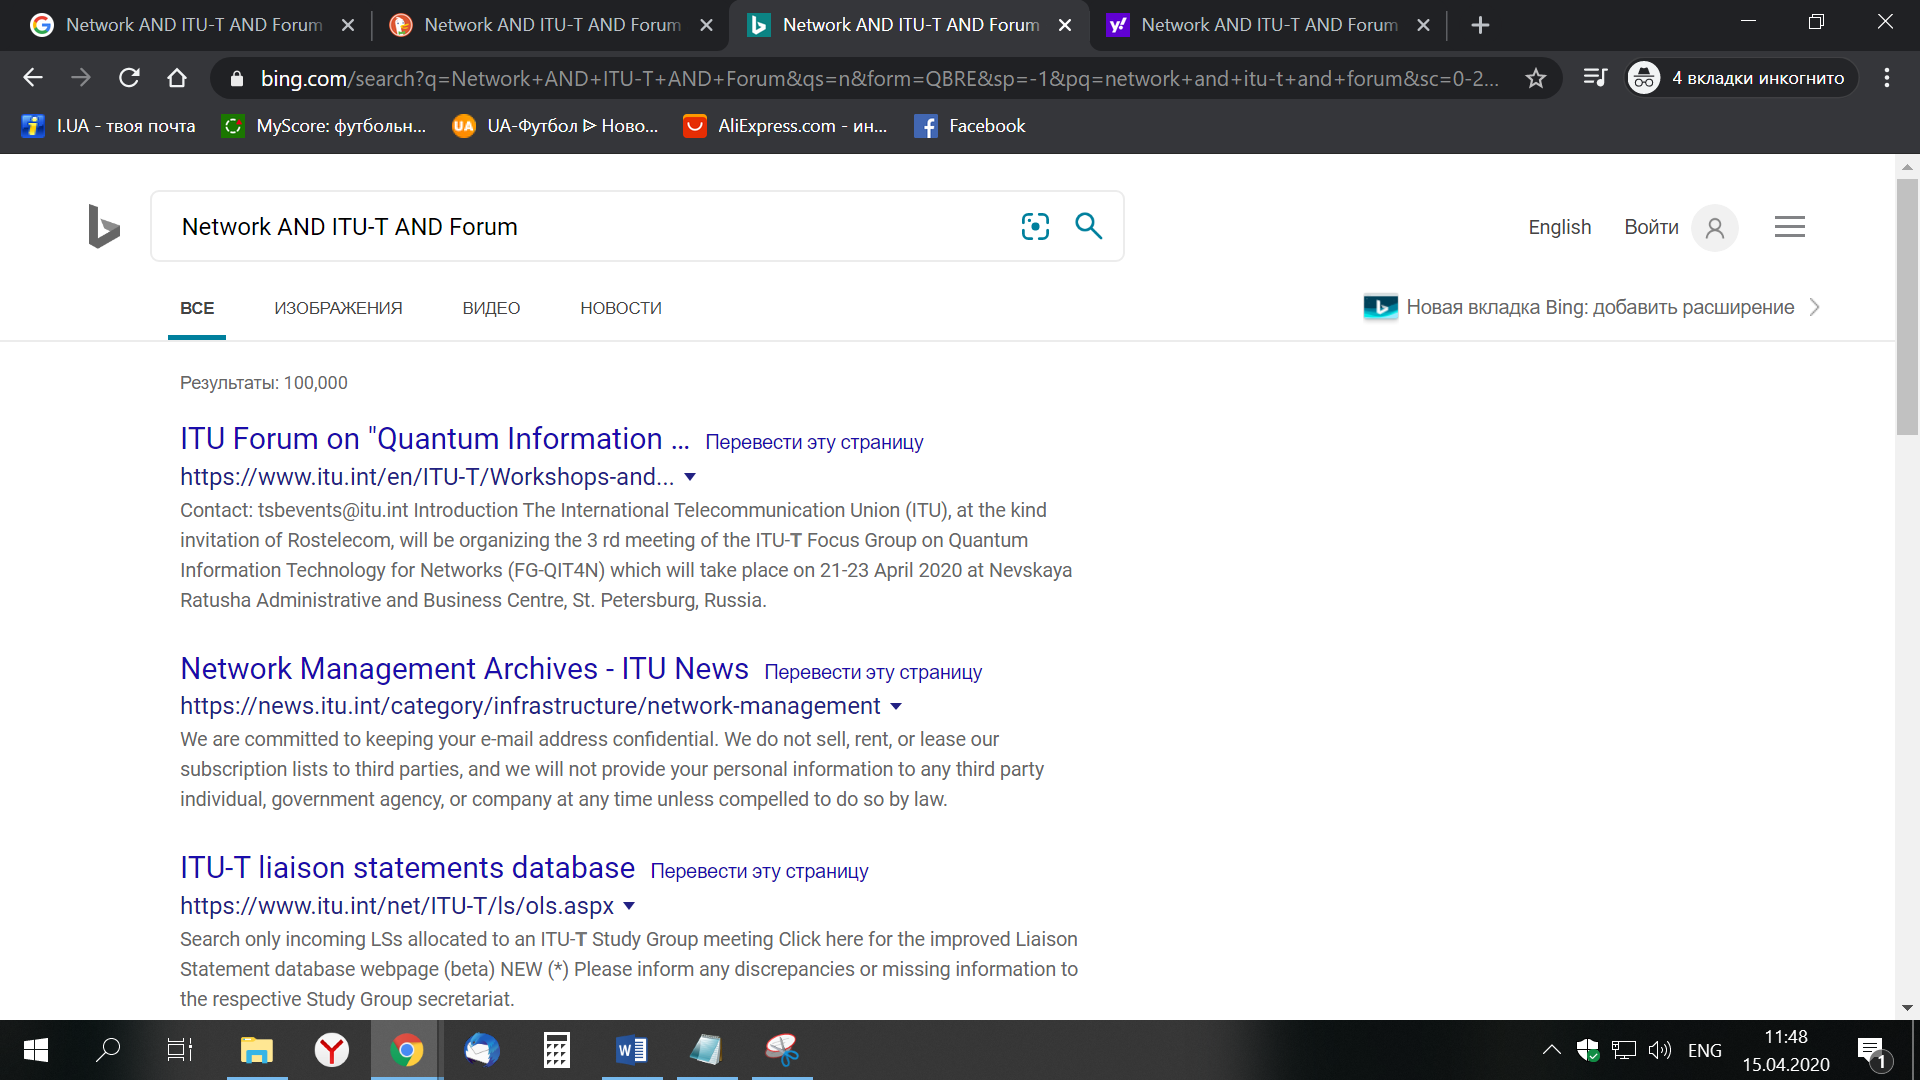 Network AND ITU-T AND Forum
Network AND ITU-T AND Forum
Network AND ITU-T AND Forum
Network AND ITU-T AND Forum
bing.com/search?q=Network+AND+ITU-T+AND+Forum&qs=n&form=QBRE&sp=-1&pq=network+and+itu-t+and+forum&sc=0-2...
4 вкладки инкогнито
I.UA - твоя почта
MyScore: футбольн...
UA-Футбол ᐉ Ново...
AliExpress.com - ин...
Facebook
Network AND ITU-T AND Forum
English
Войти
ВСЕ
ИЗОБРАЖЕНИЯ
ВИДЕО
НОВОСТИ
Новая вкладка Bing: добавить расширение
Результаты: 100,000
ITU Forum on "Quantum Information ... Перевести эту страницу
https://www.itu.int/en/ITU-T/Workshops-and...
Contact: tsbevents@itu.int Introduction The International Telecommunication Union (ITU), at the kind
invitation of Rostelecom, will be organizing the 3 rd meeting of the ITU-T Focus Group on Quantum
Information Technology for Networks (FG-QIT4N) which will take place on 21-23 April 2020 at Nevskaya
Ratusha Administrative and Business Centre, St. Petersburg, Russia.
Network Management Archives - ITU News Перевести эту страницу
https://news.itu.int/category/infrastructure/network-management
We are committed to keeping your e-mail address confidential. We do not sell, rent, or lease our
subscription lists to third parties, and we will not provide your personal information to any third party
individual, government agency, or company at any time unless compelled to do so by law.
ITU-T liaison statements database Перевести эту страницу
https://www.itu.int/net/ITU-T/ls/ols.aspx
Search only incoming LSs allocated to an ITU-T Study Group meeting Click here for the improved Liaison
Statement database webpage (beta) NEW (*) Please inform any discrepancies or missing information to
the respective Study Group secretariat.
ENG
11:48
15.04.2020
1